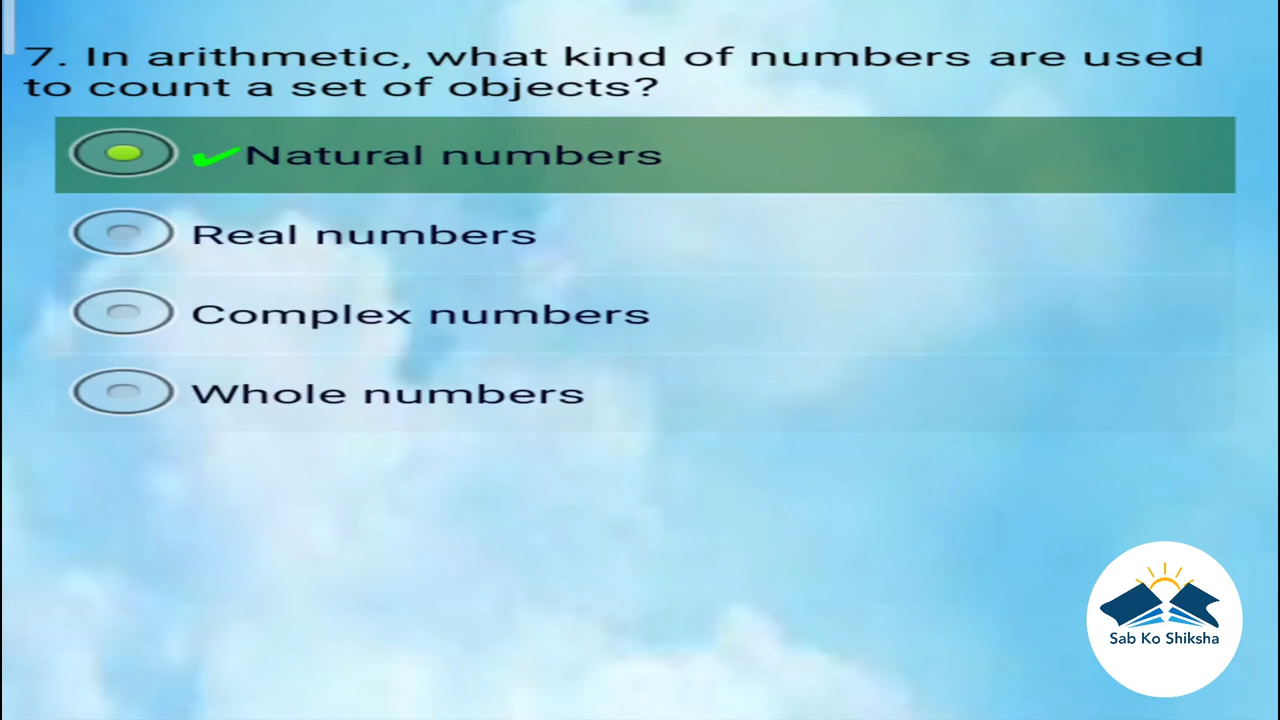 7. In arithmetic, what kind of numbers are used
to count a set of objects?
✔Natural numbers
Real numbers
Complex numbers
Whole numbers
Sab Ko Shiksha